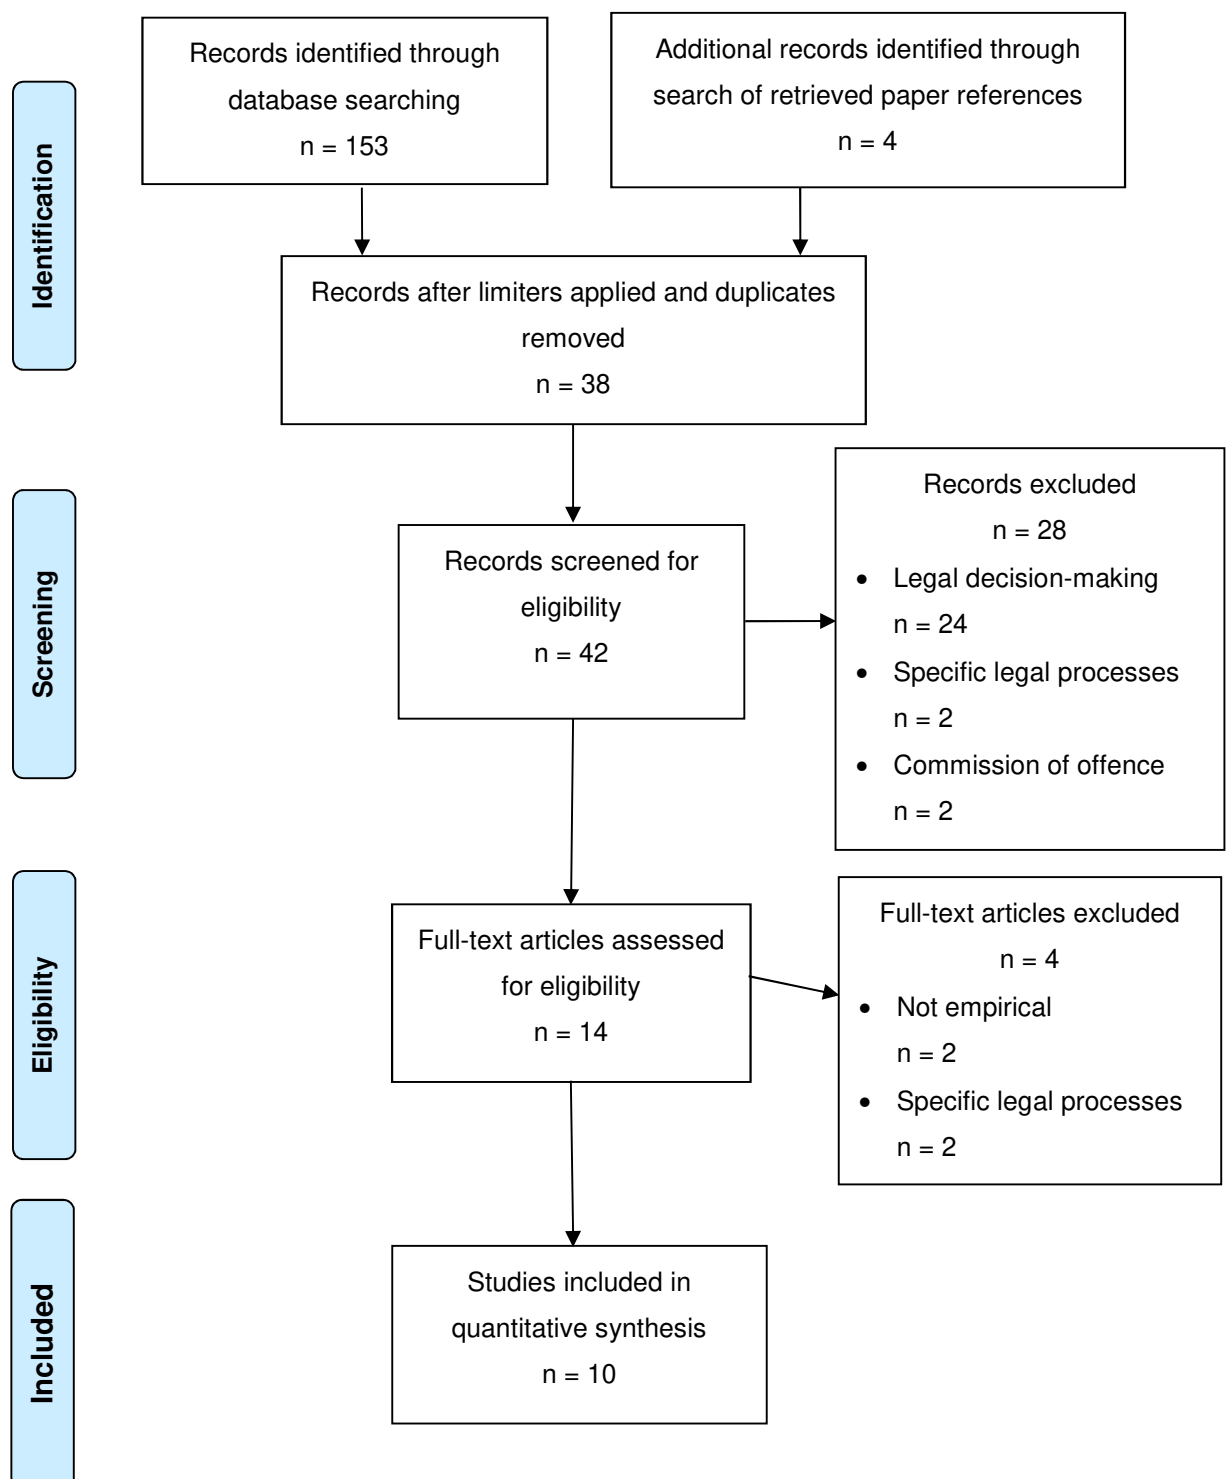 Records identified through
database searching
n = 153
Additional records identified through
search of retrieved paper references
n = 4
Identification
Records after limiters applied and duplicates
removed
n = 38
Screening
Records screened for
eligibility
n = 42
Records excluded
n = 28
• Legal decision-making
n = 24
• Specific legal processes
n = 2
• Commission of offence
n = 2
Eligibility
Full-text articles assessed
for eligibility
n = 14
Full-text articles excluded
n = 4
• Not empirical
n = 2
• Specific legal processes
n = 2
Included
Studies included in
quantitative synthesis
n = 10